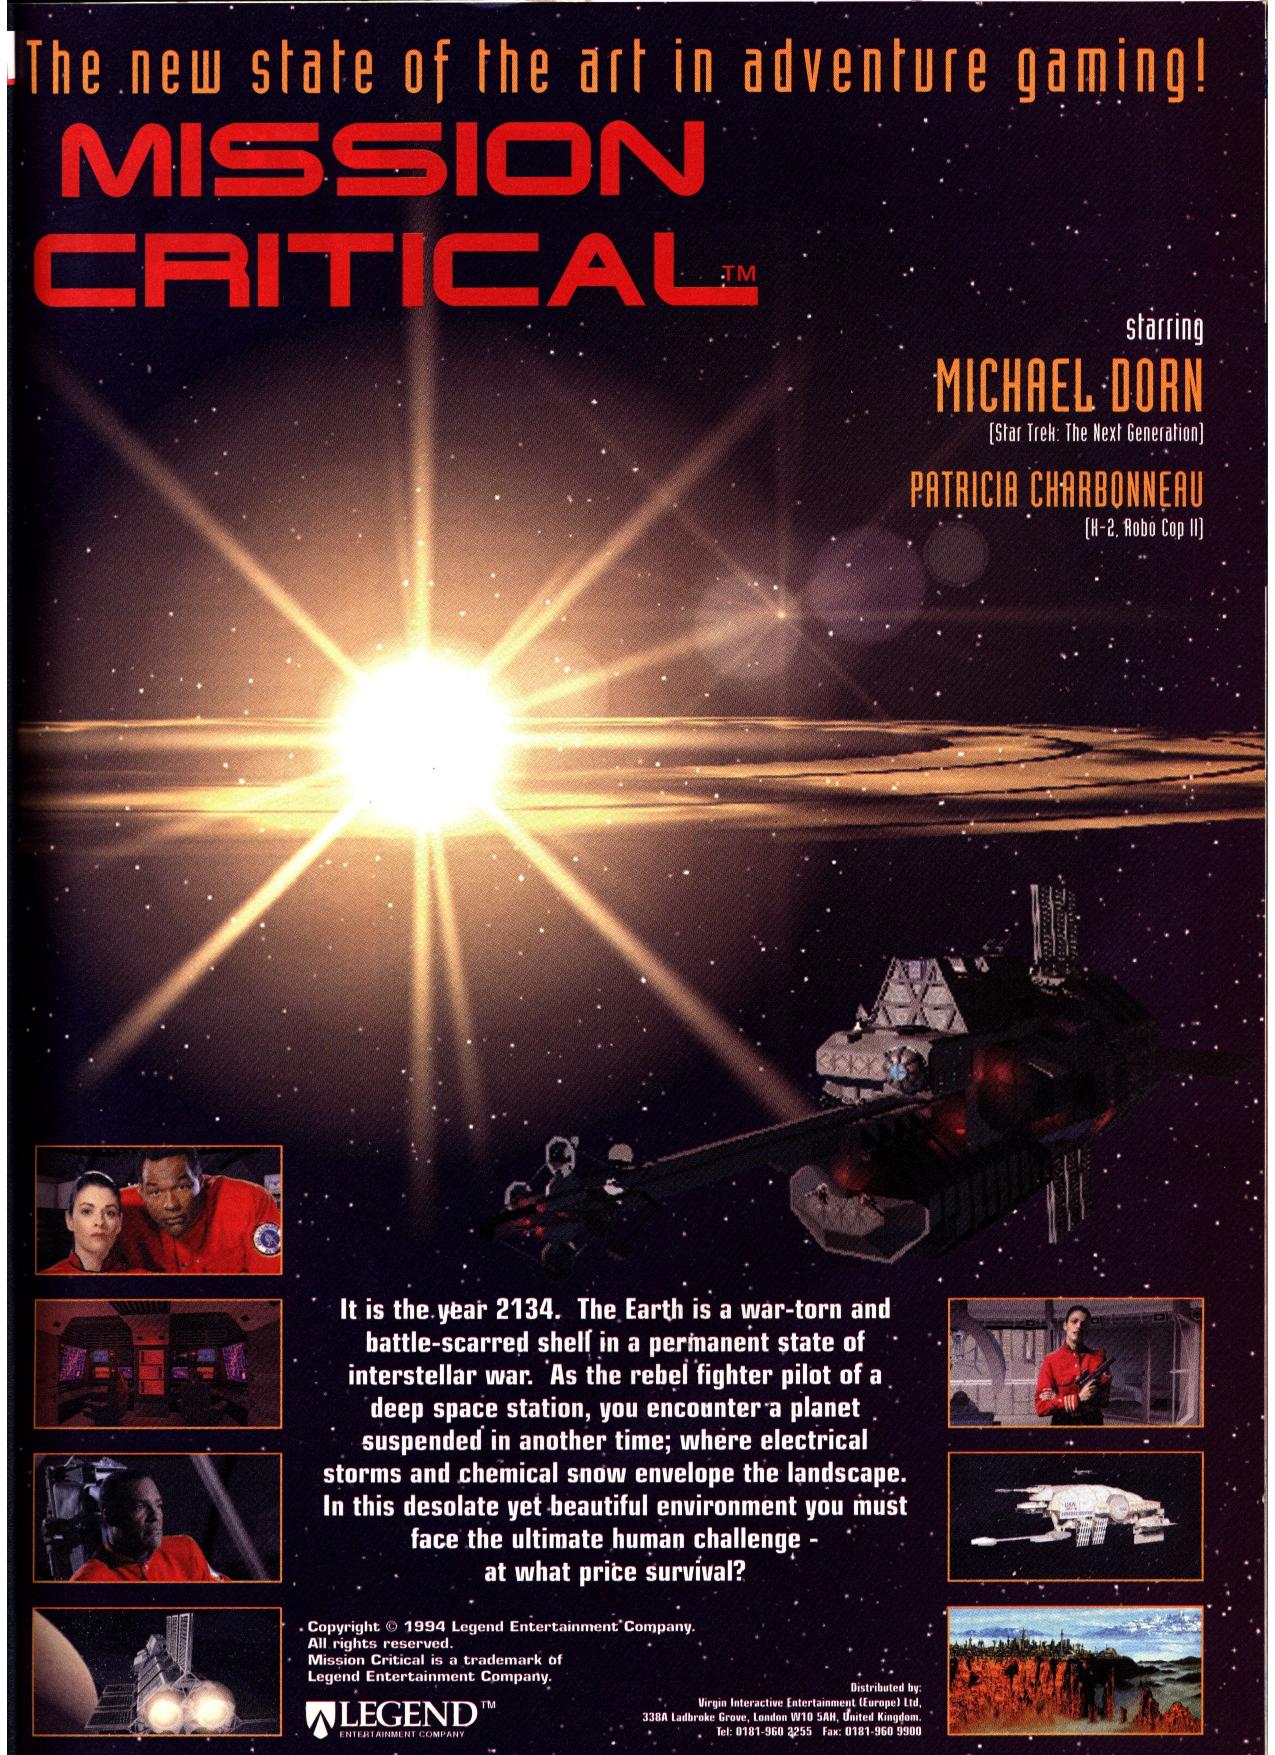 The new state of the art in adventure gaming!
MISSION
CRITICAL™
starring
MICHAEL DORN
(Star Trek: The Next Generation)
PATRICIA CHARBONNEAU
(K-2, Robo Cop II)
It is the year 2134. The Earth is a war-torn and
battle-scarred shell in a permanent state of
interstellar war. As the rebel fighter pilot of a
deep space station, you encounter a planet
suspended in another time; where electrical
storms and chemical snow envelope the landscape.
In this desolate yet beautiful environment you must
face the ultimate human challenge -
at what price survival?
Copyright © 1994 Legend Entertainment Company.
All rights reserved.
Mission Critical is a trademark of
Legend Entertainment Company.
LEGEND™
ENTERTAINMENT COMPANY
Distributed by:
Virgin Interactive Entertainment (Europe) Ltd,
338A Ladbroke Grove, London W10 5AH, United Kingdom.
Tel: 0181-960 2255 Fax: 0181-960 9900